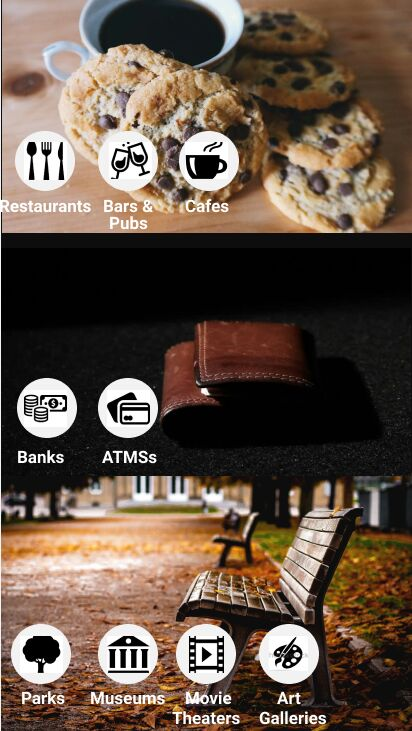 Restaurants
Bars &
Pubs
Cafes
Banks
ATMSs
Parks
Museums
Movie
Theaters
Art
Galleries